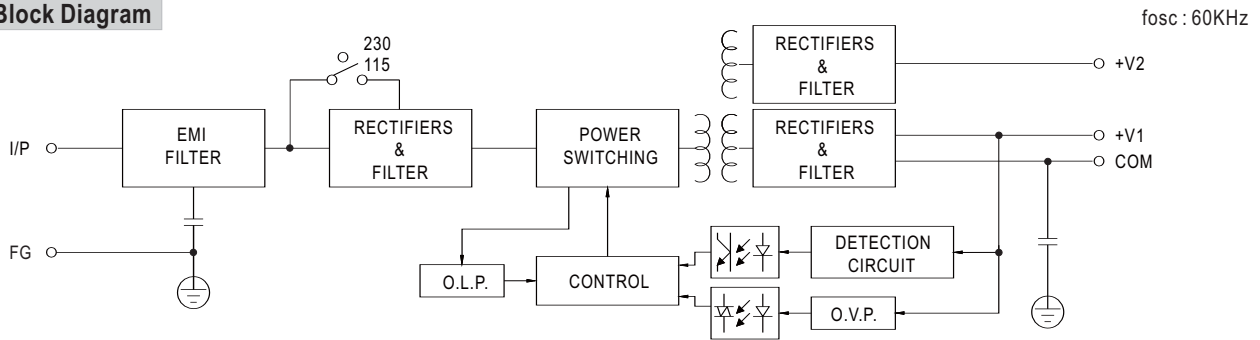 Block Diagram
fosc : 60KHz
230
115
I/P
FG
EMI
FILTER
RECTIFIERS
&
FILTER
POWER
SWITCHING
RECTIFIERS
&
FILTER
+V2
RECTIFIERS
&
FILTER
+V1
COM
O.L.P.
CONTROL
DETECTION
CIRCUIT
O.V.P.